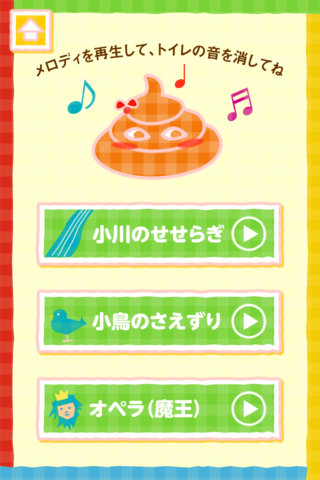 メロディを再生して、トイレの音を消してね
小川のせせらぎ
小鳥のさえずり
オペラ(魔王)